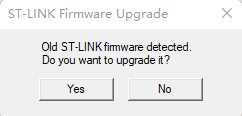 ST-LINK Firmware Upgrade
Old ST-LINK firmware detected.
Do you want to upgrade it?
Yes
No